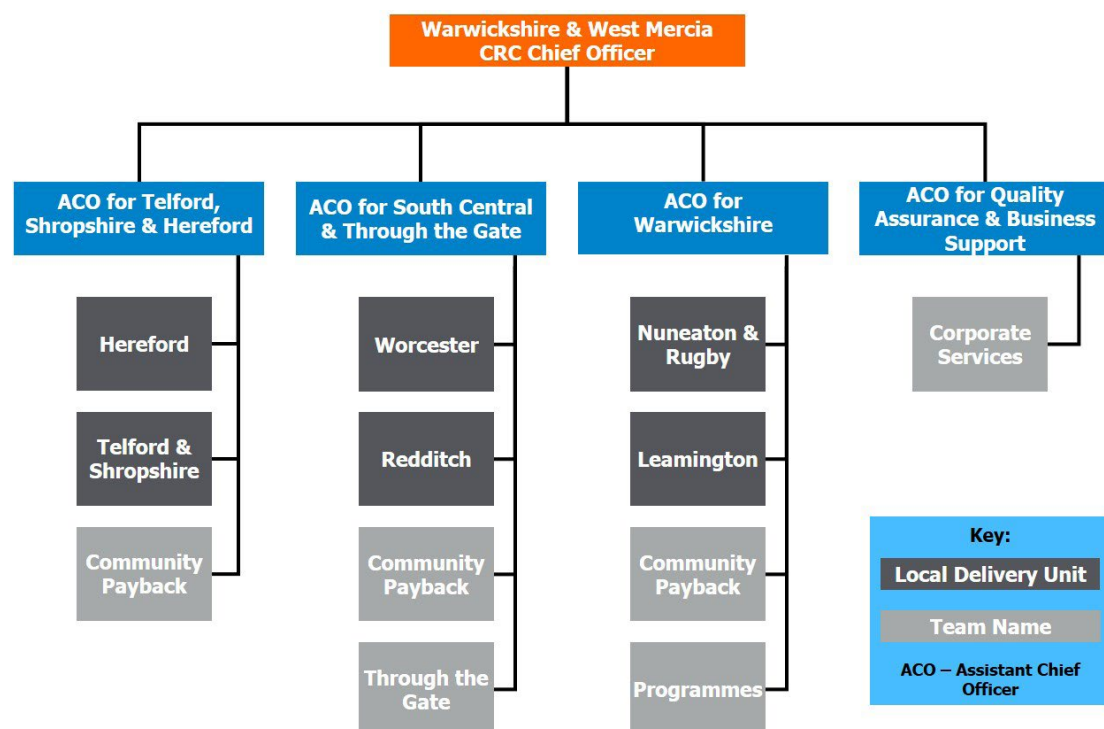 Warwickshire & West Mercia
CRC Chief Officer
ACO for Telford,
Shropshire & Hereford
ACO for South Central
& Through the Gate
ACO for
Warwickshire
ACO for Quality
Assurance & Business
Support
Hereford
Telford &
Shropshire
Community
Payback
Worcester
Redditch
Community
Payback
Through the
Gate
Nuneaton &
Rugby
Leamington
Community
Payback
Programmes
Corporate
Services
Key:
Local Delivery Unit
Team Name
ACO – Assistant Chief
Officer